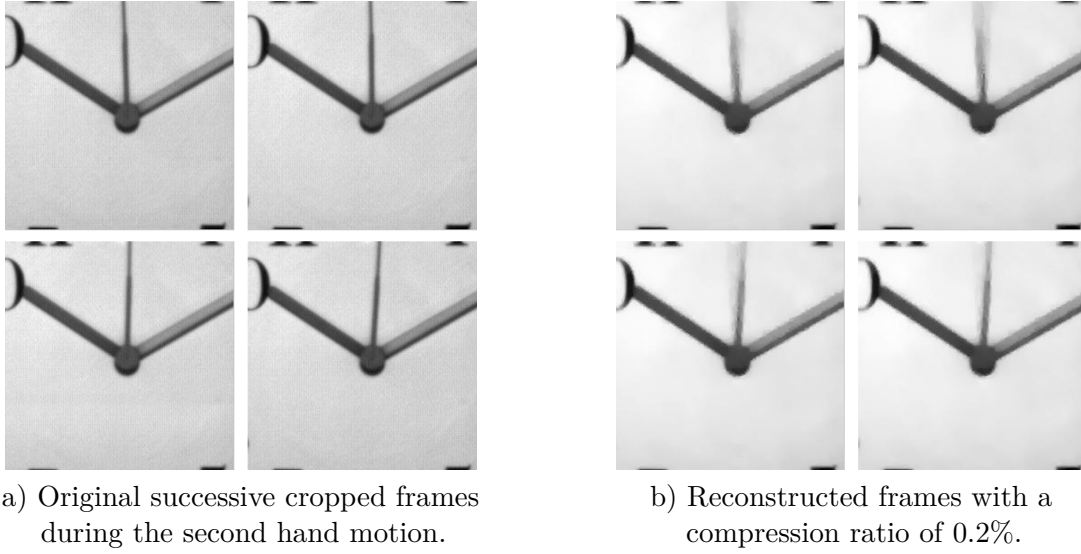 a) Original successive cropped frames
during the second hand motion.
b) Reconstructed frames with a
compression ratio of 0.2%.